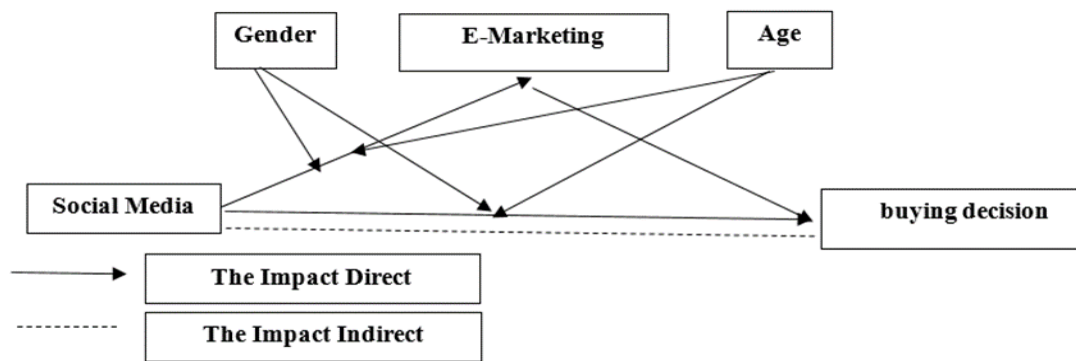 Gender
E-Marketing
Age
Social Media
buying decision
The Impact Direct
The Impact Indirect